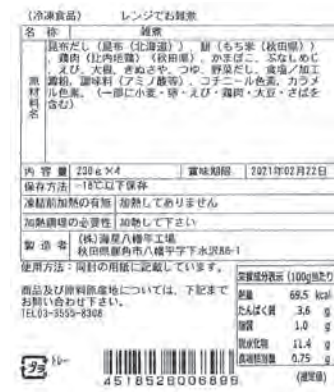 (冷凍食品) レンジでお雑煮
名称 雑煮
原材料名 昆布だし(昆布(北海道))、餅(もち米(秋田県))
、鶏肉(比内地鶏)(秋田県)、かまぼこ、ぶなしめじ
、えび、大根、きぬさや、つゆ、野菜だし、食塩/加工
澱粉、調味料(アミノ酸等)、コチニール色素、カラメ
ル色素、(一部に小麦・卵・えび・鶏肉・大豆・さばを
含む)
内容量 230g×4 賞味期限 2021年02月22日
保存方法 -18℃以下保存
凍結前加熱の有無 加熱してありません
加熱調理の必要性 加熱して下さい
製造者 (株)海星八幡平工場
秋田県鹿角市八幡平字下水沢86-1
使用方法:同封の用紙に記載しています。
商品及び原料原産地については、下記まで
お問い合わせ下さい。
TEL03-3555-8308
栄養成分表示(100g当たり)
熱量 69.5 kcal
たんぱく質 3.6 g
脂質 1.0 g
炭水化物 11.4 g
食塩相当量 0.75 g
(推定値)
プラ トレー
4518528006896